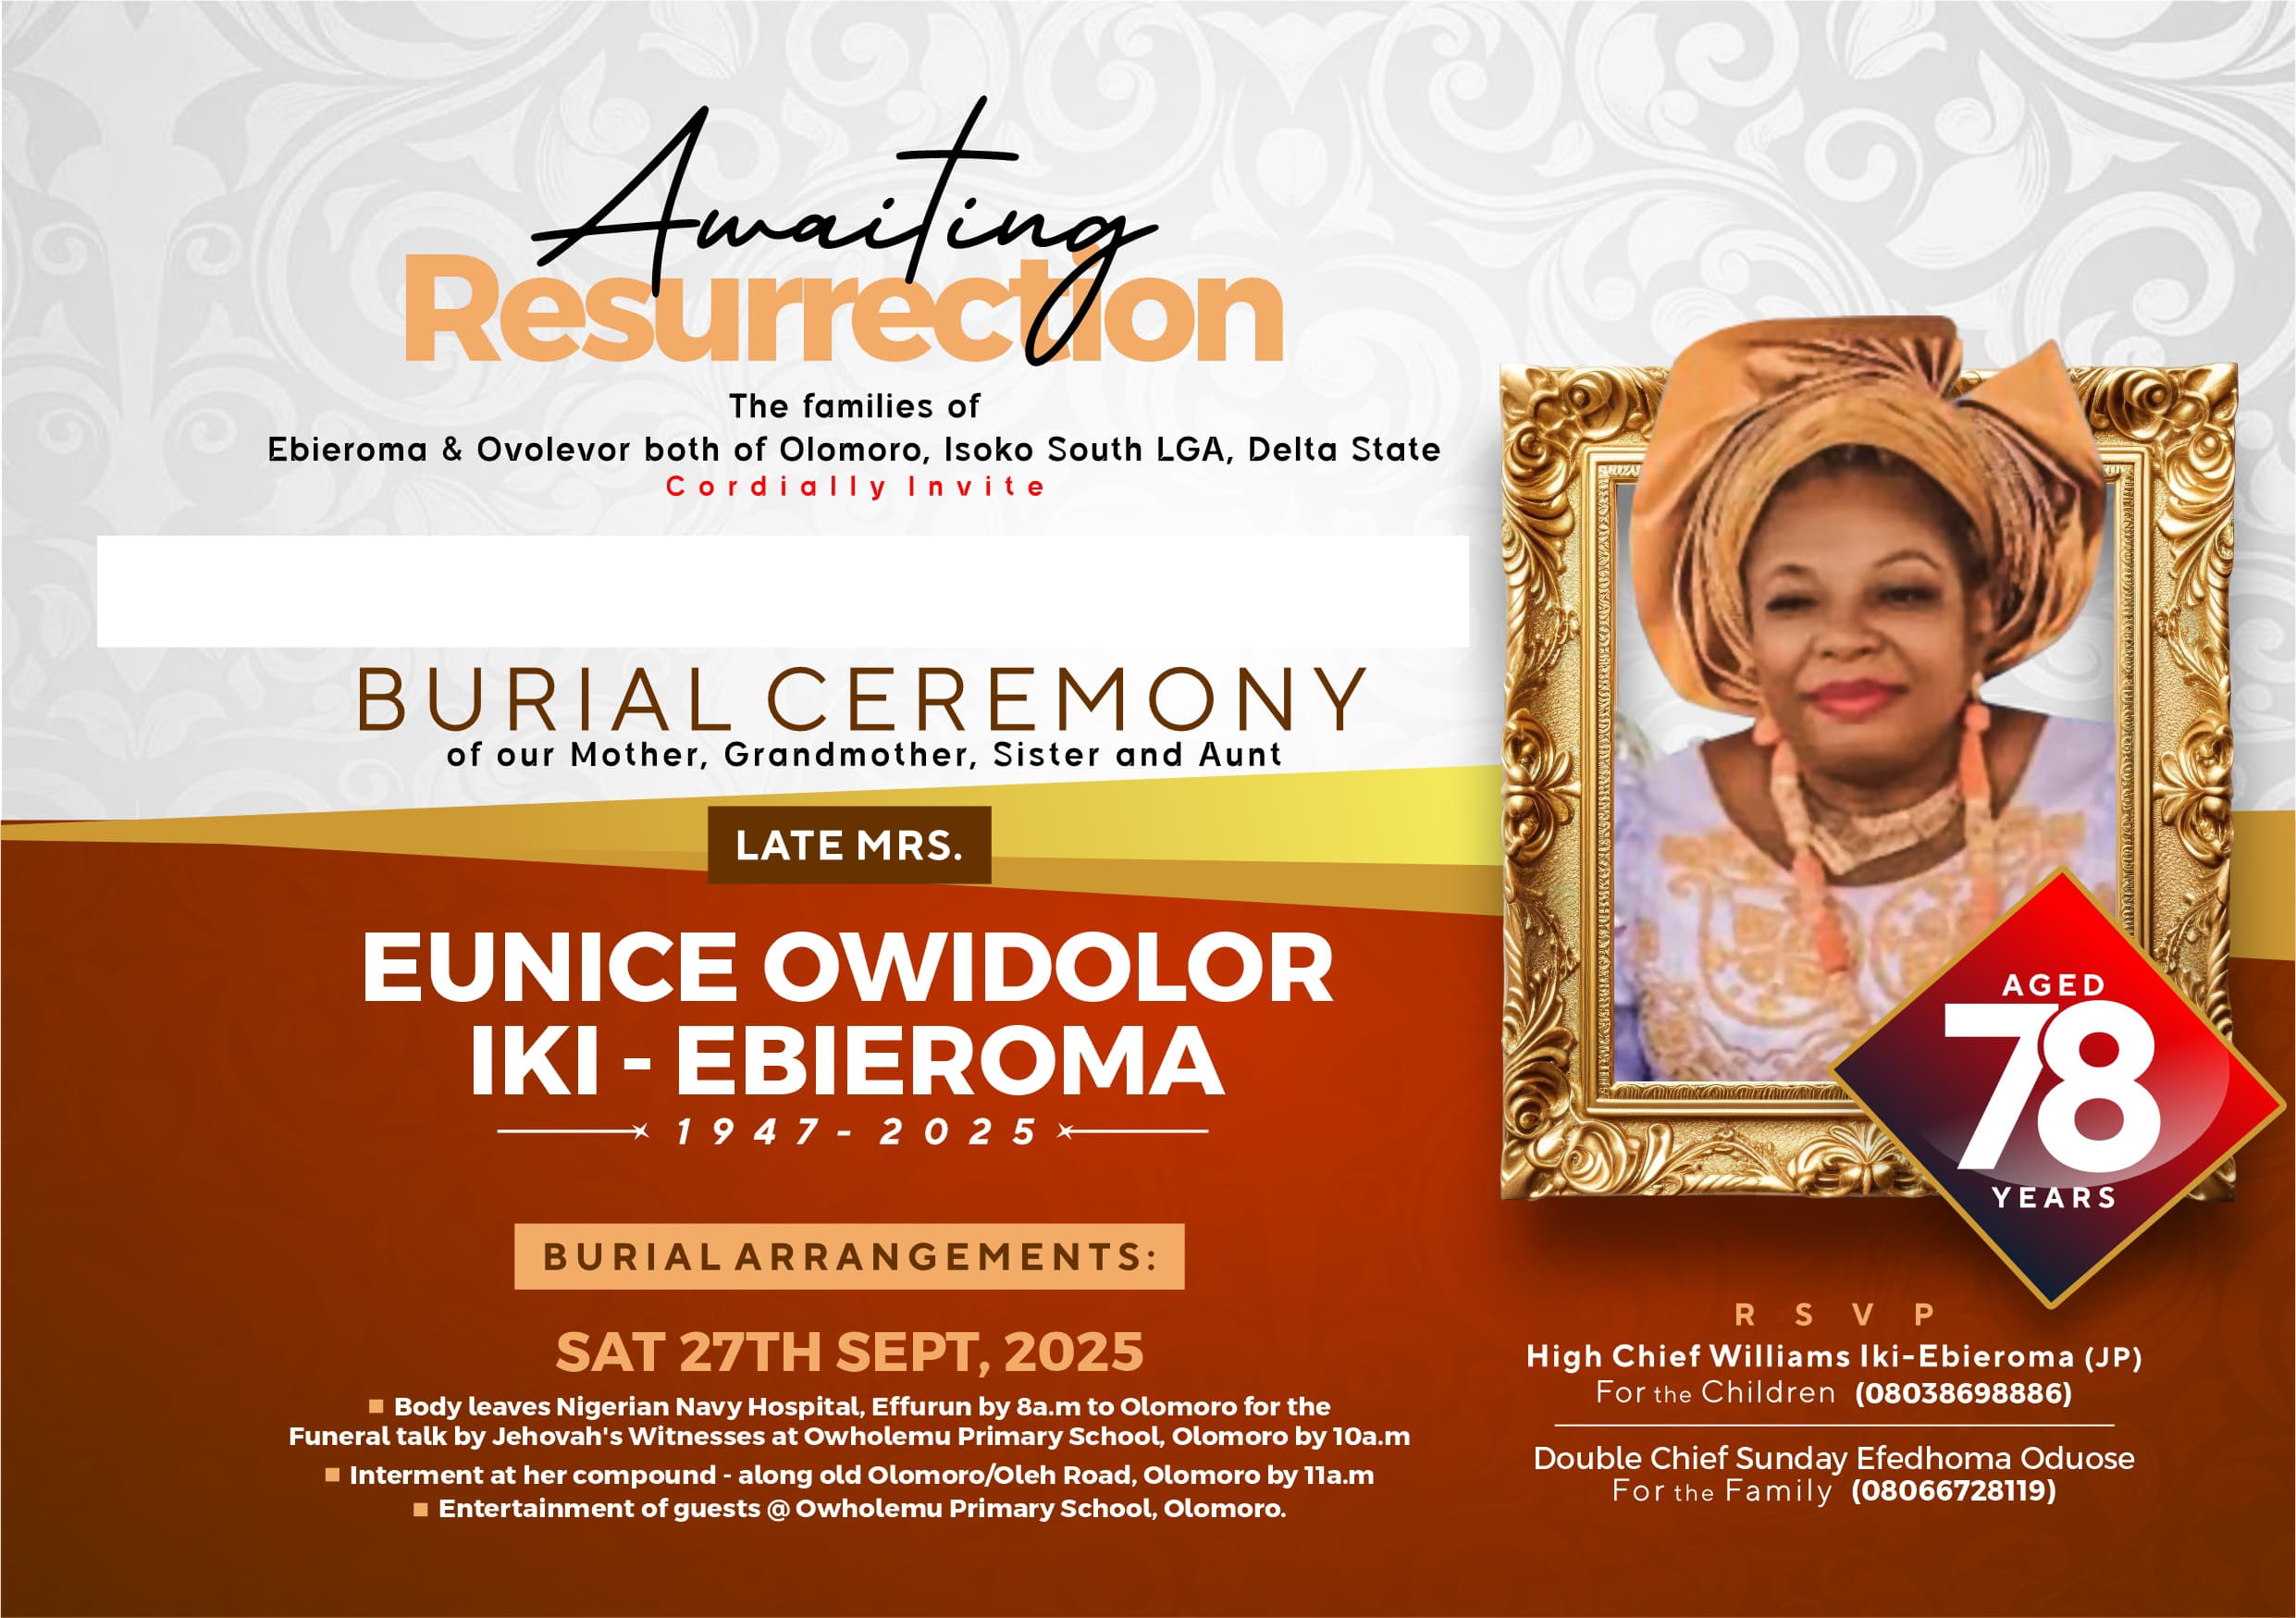 Awaiting
Resurrection
The families of
Ebieroma & Ovolevor both of Olomoro, Isoko South LGA, Delta State
Cordially Invite
BURIAL CEREMONY
of our Mother, Grandmother, Sister and Aunt
LATE MRS.
EUNICE OWIDOLOR
IKI - EBIEROMA
1947- 2025
BURIAL ARRANGEMENTS:
SAT 27TH SEPT, 2025
■ Body leaves Nigerian Navy Hospital, Effurun by 8a.m to Olomoro for the
Funeral talk by Jehovah's Witnesses at Owholemu Primary School, Olomoro by 10a.m
■ Interment at her compound - along old Olomoro/Oleh Road, Olomoro by 11a.m
■ Entertainment of guests @ Owholemu Primary School, Olomoro.
AGED
78
YEARS
RSVP
High Chief Williams Iki-Ebieroma (JP)
For the Children (08038698886)
Double Chief Sunday Efedhoma Oduose
For the Family (08066728119)